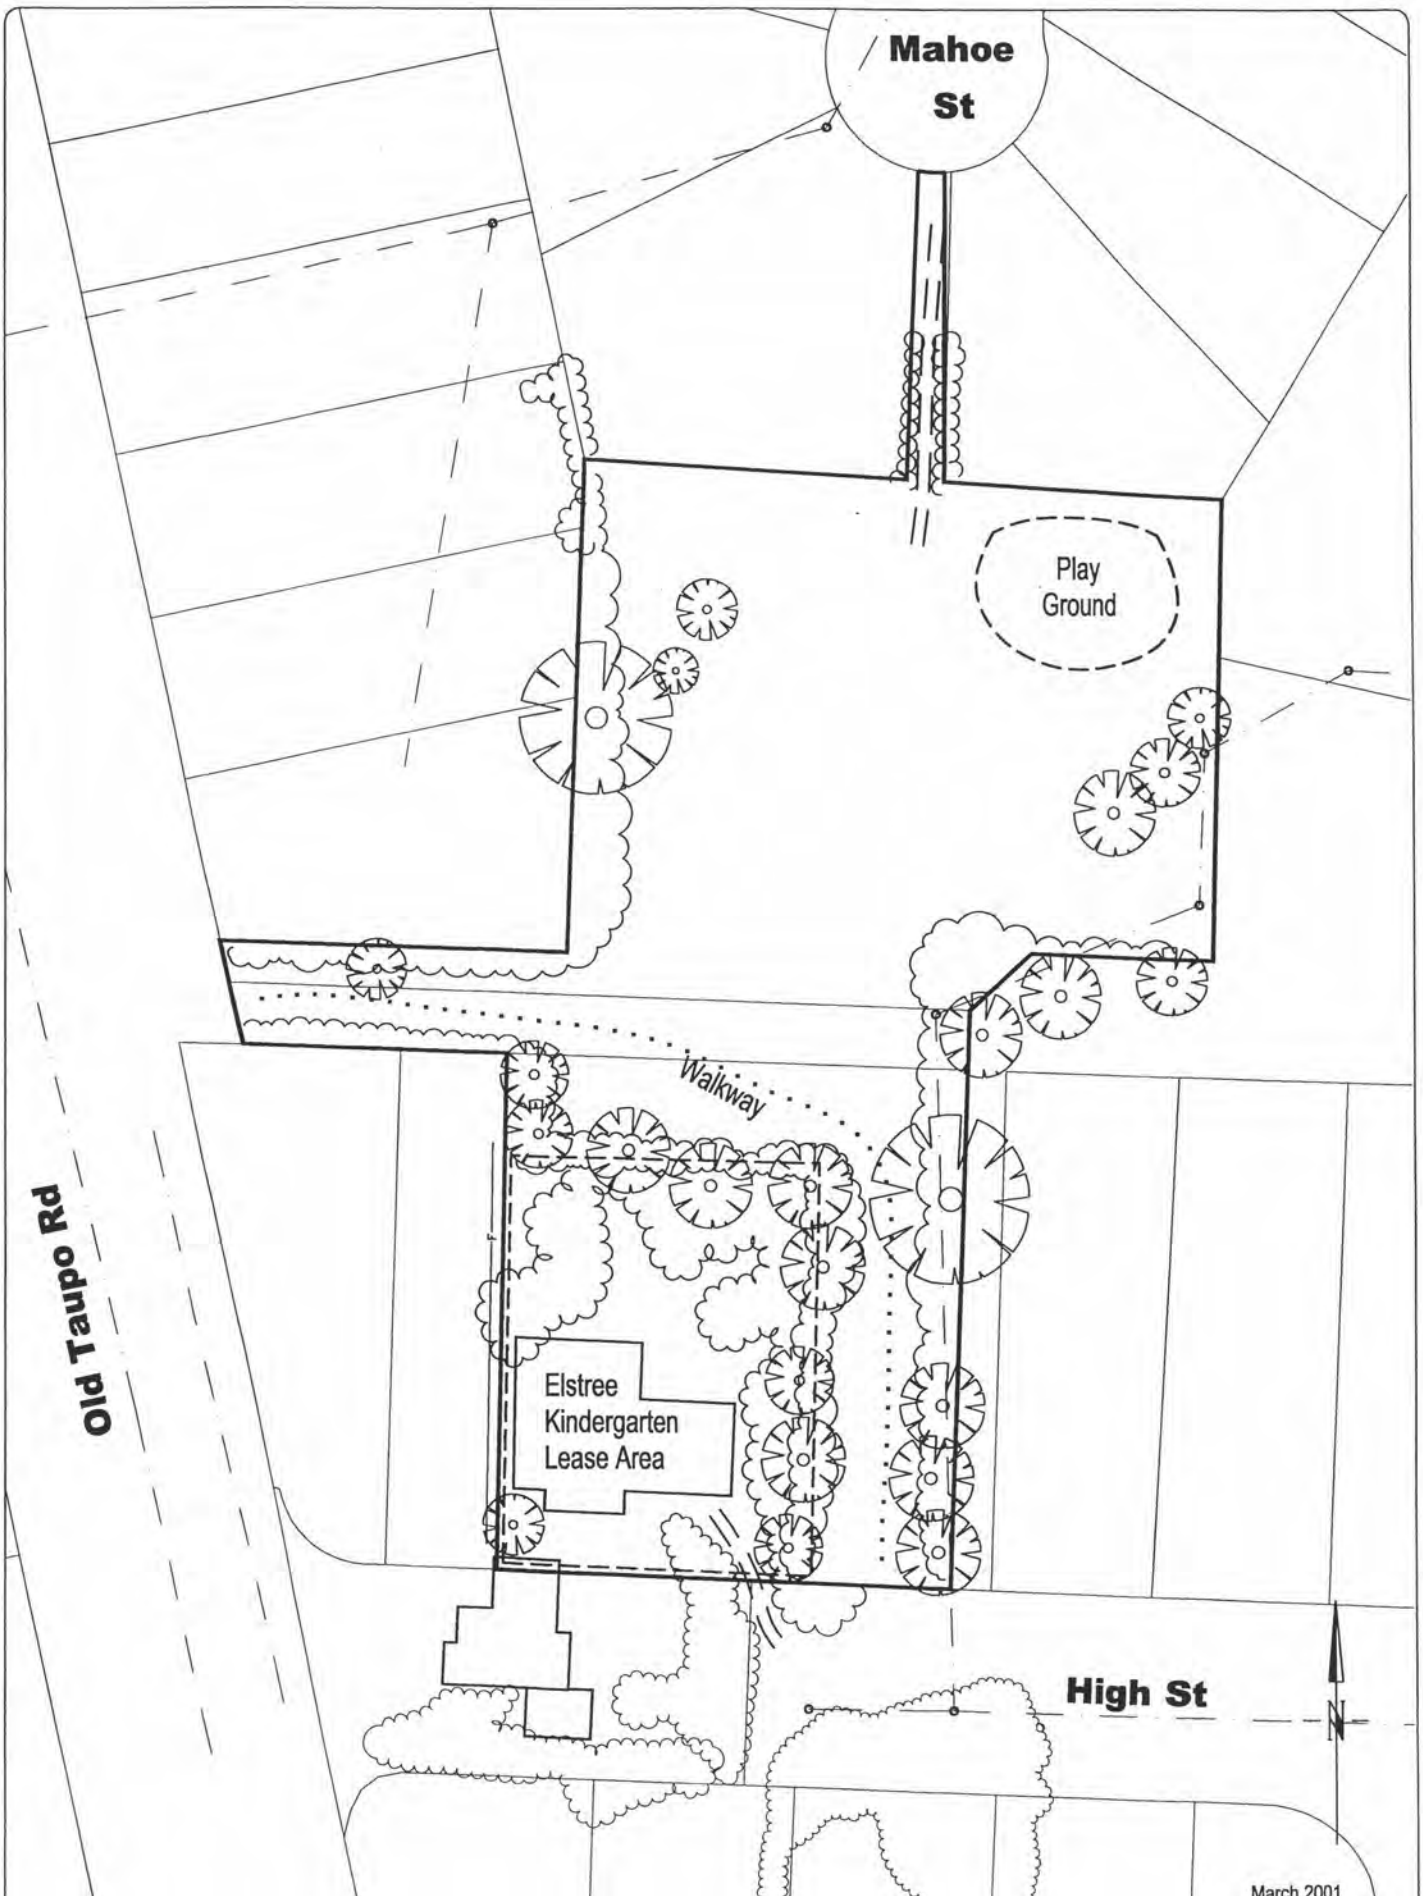 Mahoe
St
Play
Ground
Walkway
Old Taupo Rd
F
Elstree
Kindergarten
Lease Area
High St
N
March 2001